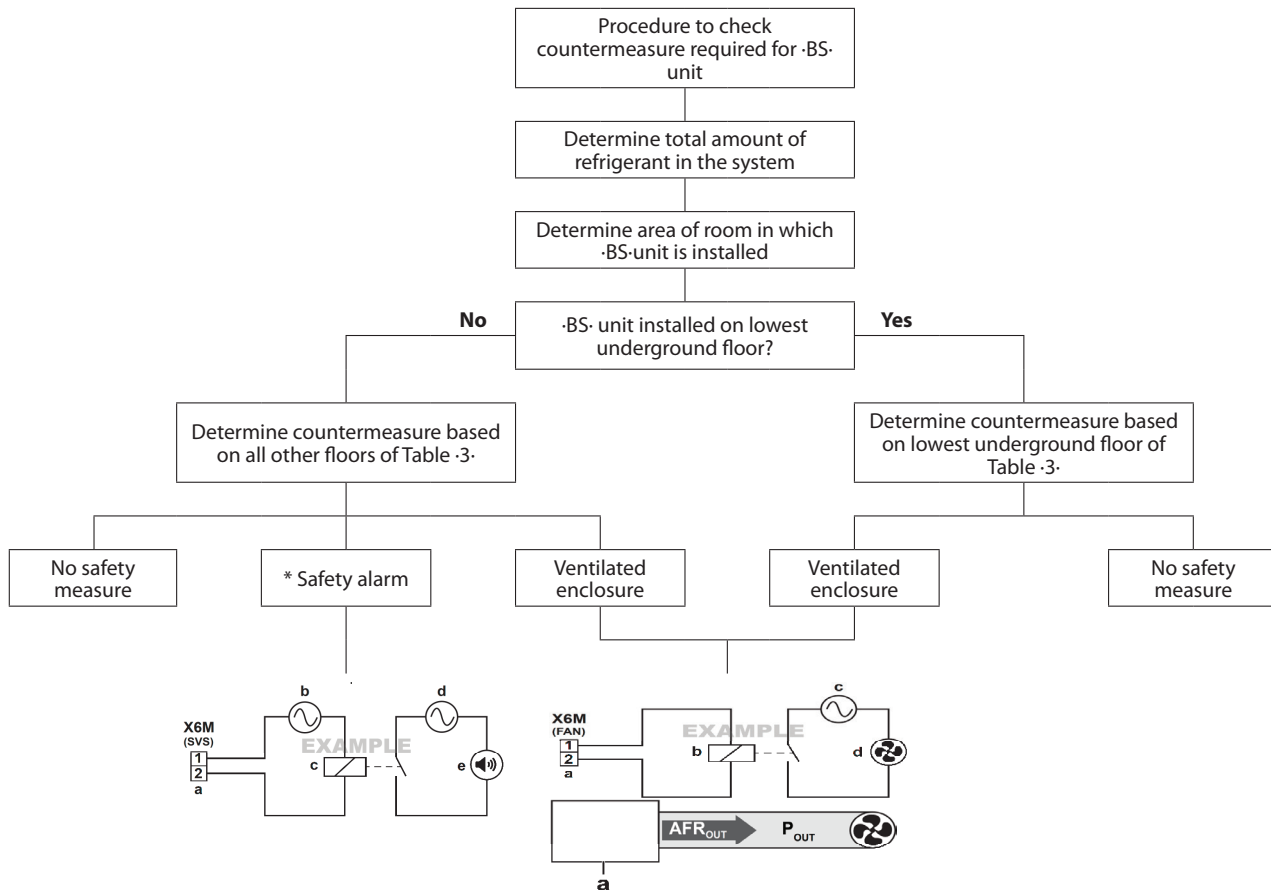 Procedure to check
countermeasure required for ·BS·
unit
Determine total amount of
refrigerant in the system
Determine area of room in which
·BS·unit is installed
No
·BS· unit installed on lowest
underground floor?
Yes
Determine countermeasure based
on all other floors of Table ·3·
Determine countermeasure based
on lowest underground floor of
Table ·3·
No safety
measure
* Safety alarm
Ventilated
enclosure
Ventilated
enclosure
No safety
measure
b
d
X6M
(SVS)
1
2
a
EXAMPLE
c
e
c
X6M
(FAN)
1
2
a
EXAMPLE
b
d
AFROUT
POUT
a